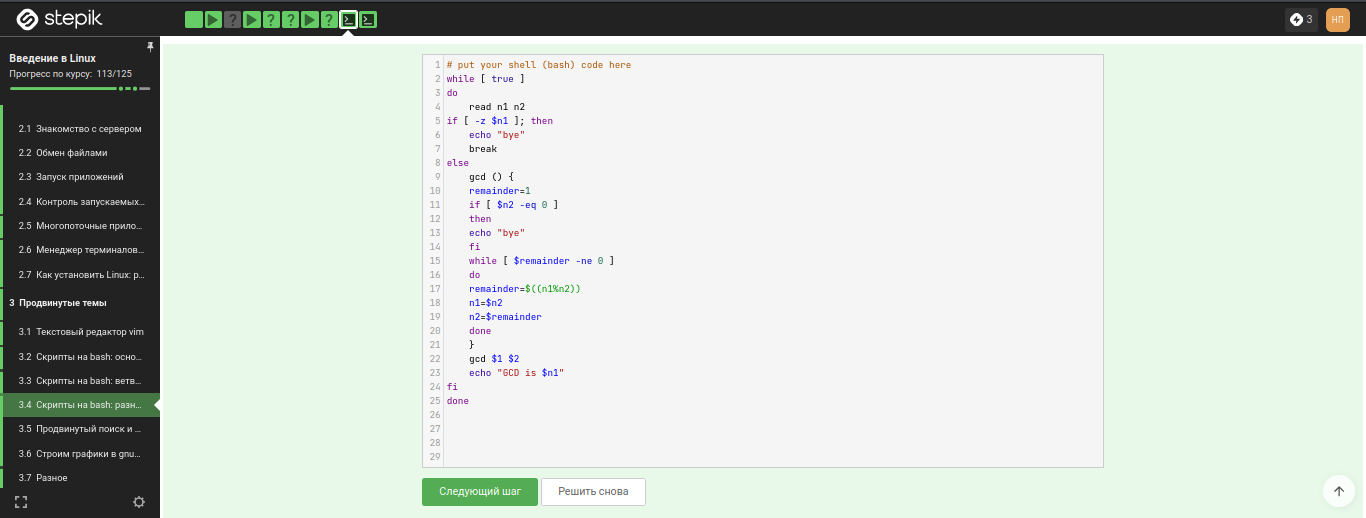 stepik
? ? ? ?
3
НП
Введение в Linux
Прогресс по курсу: 113/125
2.1 Знакомство с сервером
2.2 Обмен файлами
2.3 Запуск приложений
2.4 Контроль запускаемых...
2.5 Многопоточные прило...
2.6 Менеджер терминалов...
2.7 Как установить Linux: р...
3 Продвинутые темы
3.1 Текстовый редактор vim
3.2 Скрипты на bash: осно...
3.3 Скрипты на bash: ветв...
3.4 Скрипты на bash: разн...
3.5 Продвинутый поиск и ...
3.6 Строим графики в gnu...
3.7 Разное
1 # put your shell (bash) code here
2 while [ true ]
3 do
4     read n1 n2
5 if [ -z $n1 ]; then
6     echo "bye"
7     break
8 else
9     gcd () {
10     remainder=1
11     if [ $n2 -eq 0 ]
12     then
13     echo "bye"
14     fi
15     while [ $remainder -ne 0 ]
16     do
17     remainder=$((n1%n2))
18     n1=$n2
19     n2=$remainder
20     done
21     }
22     gcd $1 $2
23     echo "GCD is $n1"
24 fi
25 done
26
27
28
29
Следующий шаг
Решить снова